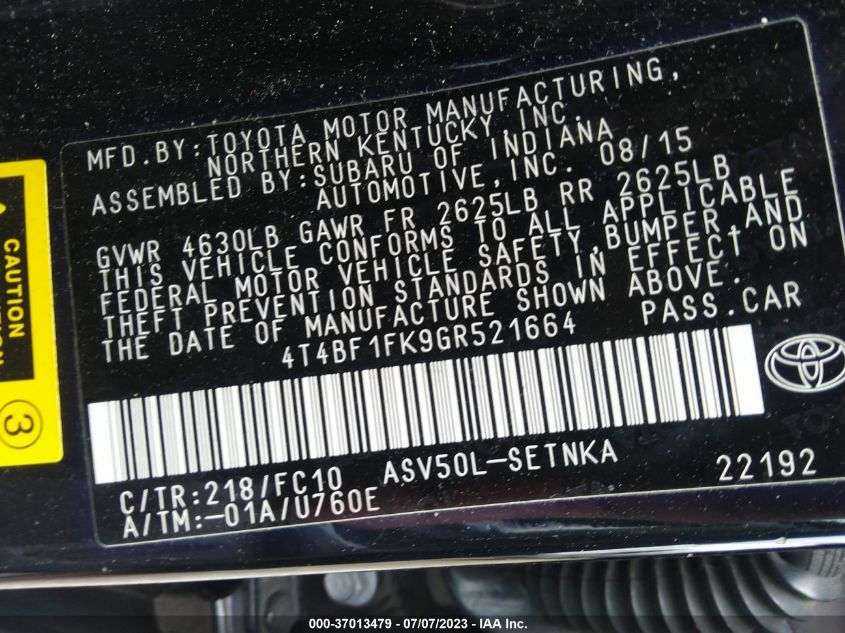 MFD.BY:TOYOTA MOTOR MANUFACTURING,
NORTHERN KENTUCKY,INC.
ASSEMBLED BY:SUBARU OF INDIANA
AUTOMOTIVE,INC. 08/15
GVWR 4630LB GAWR FR 2625LB RR 2625LB
THIS VEHICLE CONFORMS TO ALL APPLICABLE
FEDERAL MOTOR VEHICLE SAFETY,BUMPER,AND
THEFT PREVENTION STANDARDS IN EFFECT ON
THE DATE OF MANUFACTURE SHOWN ABOVE.
4T4BF1FK9GR521664 PASS.CAR
C/TR:218/FC10 ASV50L-SETNKA 22192
A/TM:-01A/U760E
CAUTION
3
000-37013479 / 07/07/2023 - IAA Inc.